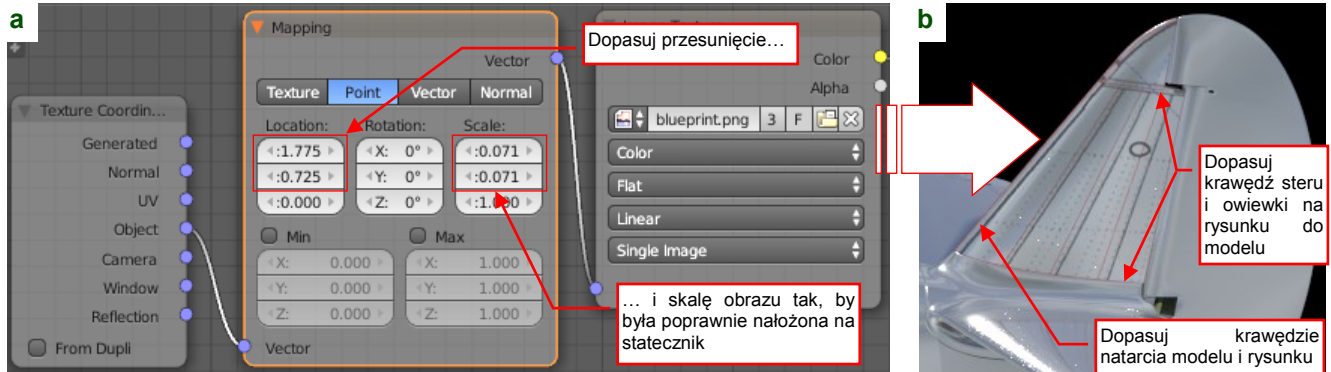 a
Mapping
Dopasuj przesunięcie…
Vector
Color
Alpha
Texture Point Vector Normal
Texture Coordin...
Location: Rotation: Scale:
blueprint.png 3 F
Generated
:1.775 X: 0° :0.071
Color
Normal
:0.725 Y: 0° :0.071
Flat
UV
:0.000 Z: 0° :1.000
Linear
Object
Min Max
Single Image
Camera
X: 0.000 X: 1.000
Window
Y: 0.000 Y: 1.000
Reflection
Z: 0.000 Z: 1.000
From Dupli
Vector
… i skalę obrazu tak, by
była poprawnie nałożona na
statecznik
b
Dopasuj
krawędź steru
i owiewki na
rysunku do
modelu
Dopasuj krawędzie
natarcia modelu i rysunku